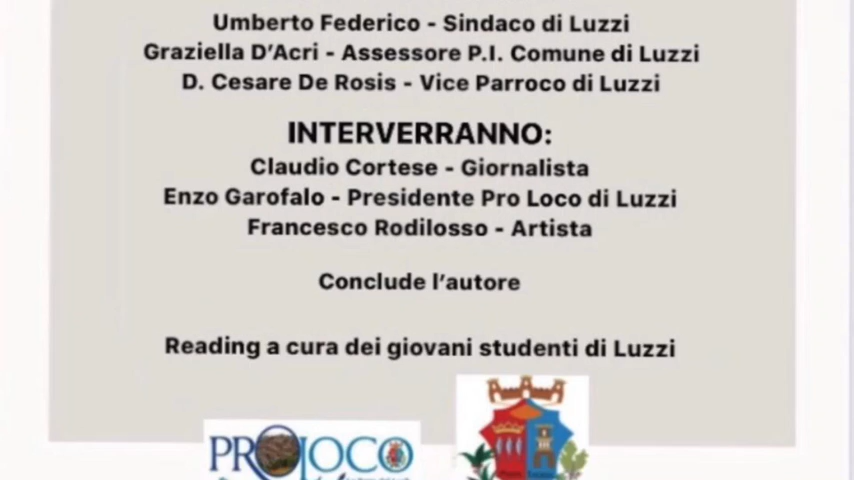 Umberto Federico - Sindaco di Luzzi
Graziella D'Acri - Assessore P.I. Comune di Luzzi
D. Cesare De Rosis - Vice Parroco di Luzzi
INTERVERRANNO:
Claudio Cortese - Giornalista
Enzo Garofalo - Presidente Pro Loco di Luzzi
Francesco Rodilosso - Artista
Conclude l'autore
Reading a cura dei giovani studenti di Luzzi
PROLOCO